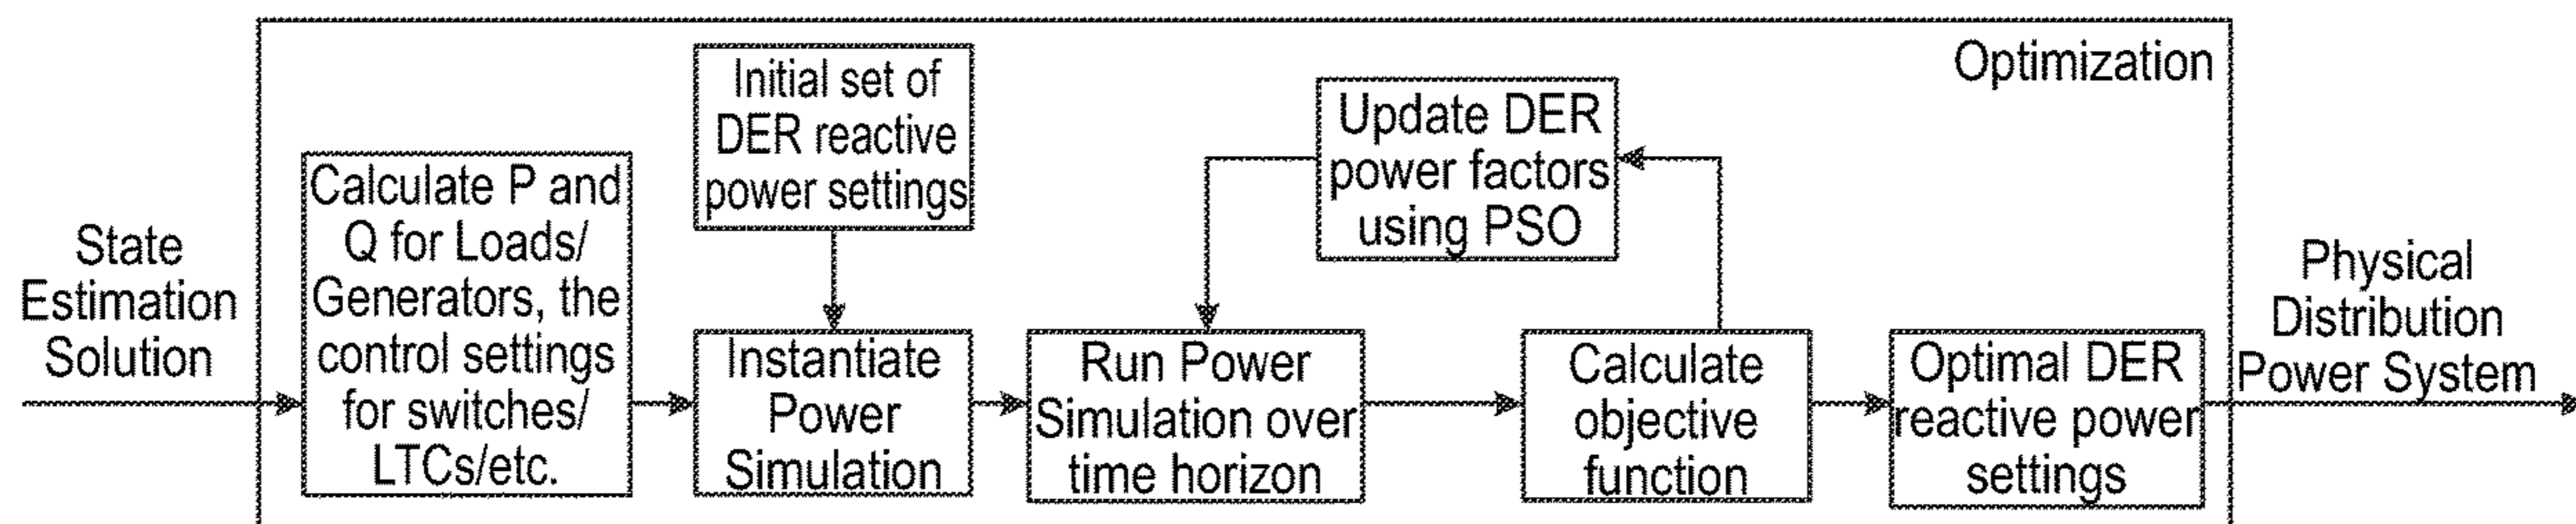 Optimization
State
Estimation
Solution
Calculate P and
Q for Loads/
Generators, the
control settings
for switches/
LTCs/etc.
Initial set of
DER reactive
power settings
Instantiate
Power
Simulation
Run Power
Simulation over
time horizon
Update DER
power factors
using PSO
Calculate
objective
function
Optimal DER
reactive power
settings
Physical
Distribution
Power System